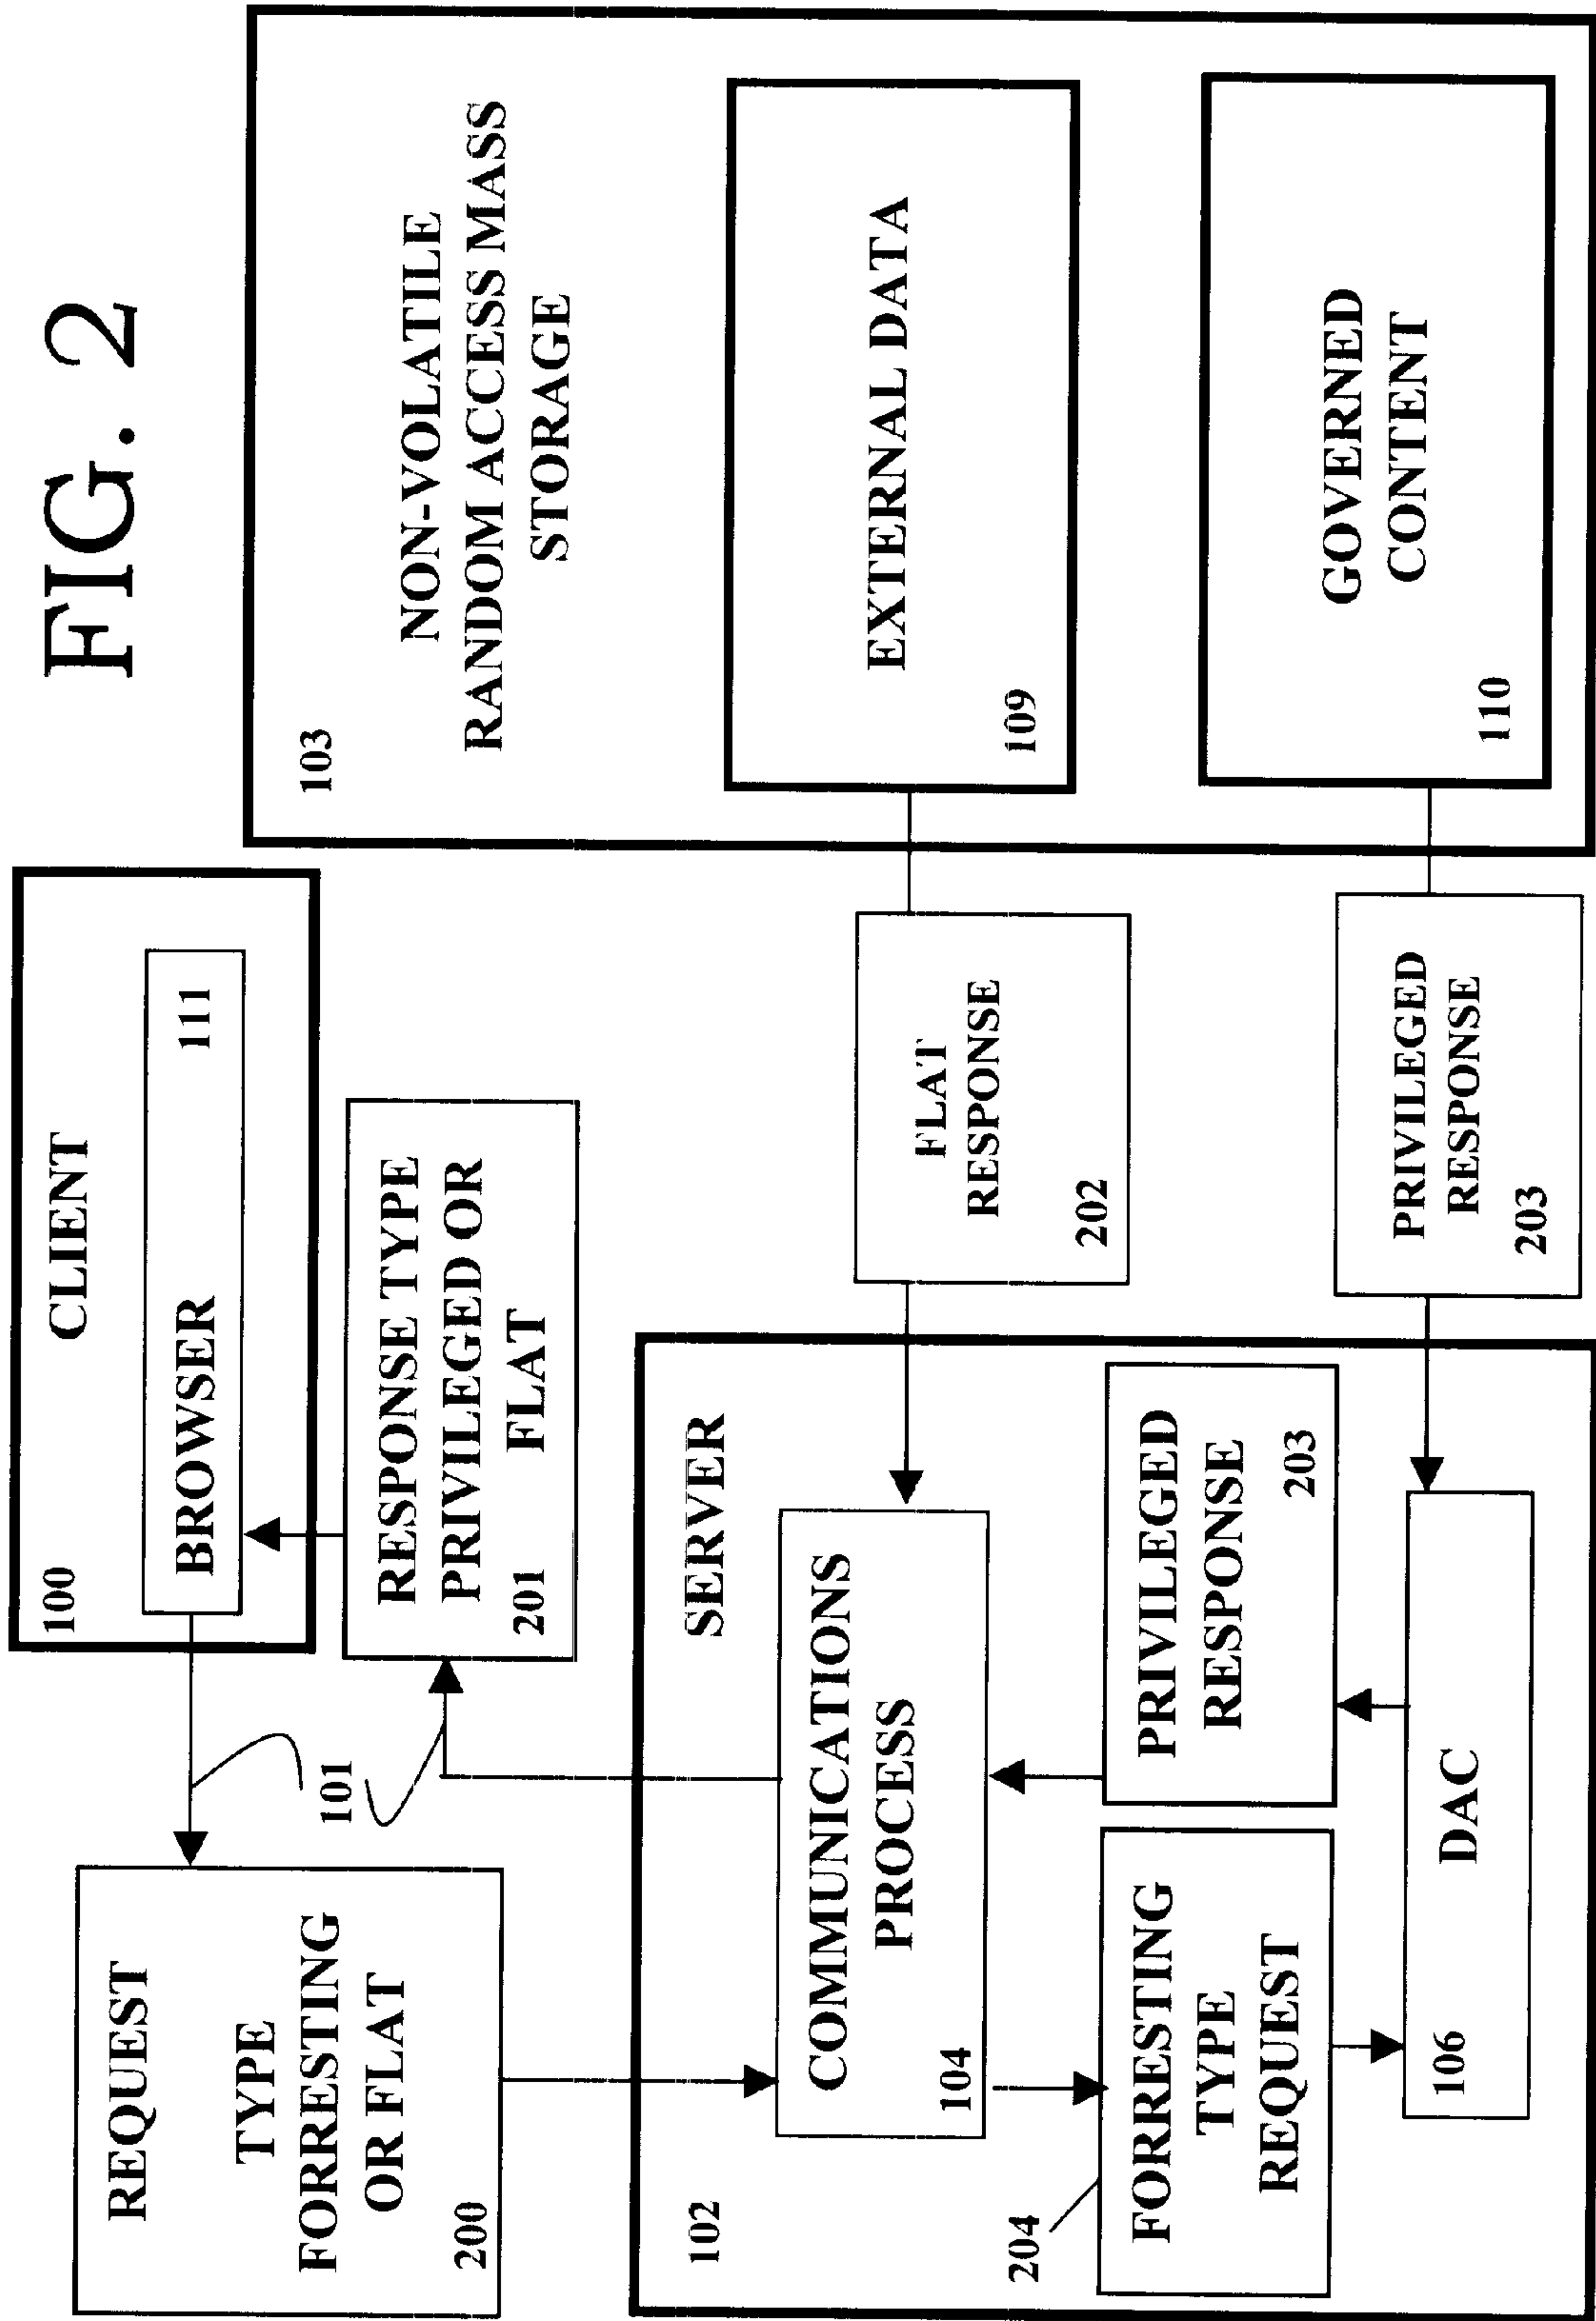 FIG. 2
REQUEST
TYPE
FORRESTING
OR FLAT
200
101
100
CLIENT
BROWSER 111
RESPONSE TYPE
PRIVILEGED OR
FLAT
201
103
NON-VOLATILE
RANDOM ACCESS MASS
STORAGE
EXTERNAL DATA
109
GOVERNED
CONTENT
110
FLAT
RESPONSE
202
PRIVILEGED
RESPONSE
203
102
SERVER
COMMUNICATIONS
PROCESS
104
204
FORRESTING
TYPE
REQUEST
PRIVILEGED
RESPONSE
203
DAC
106